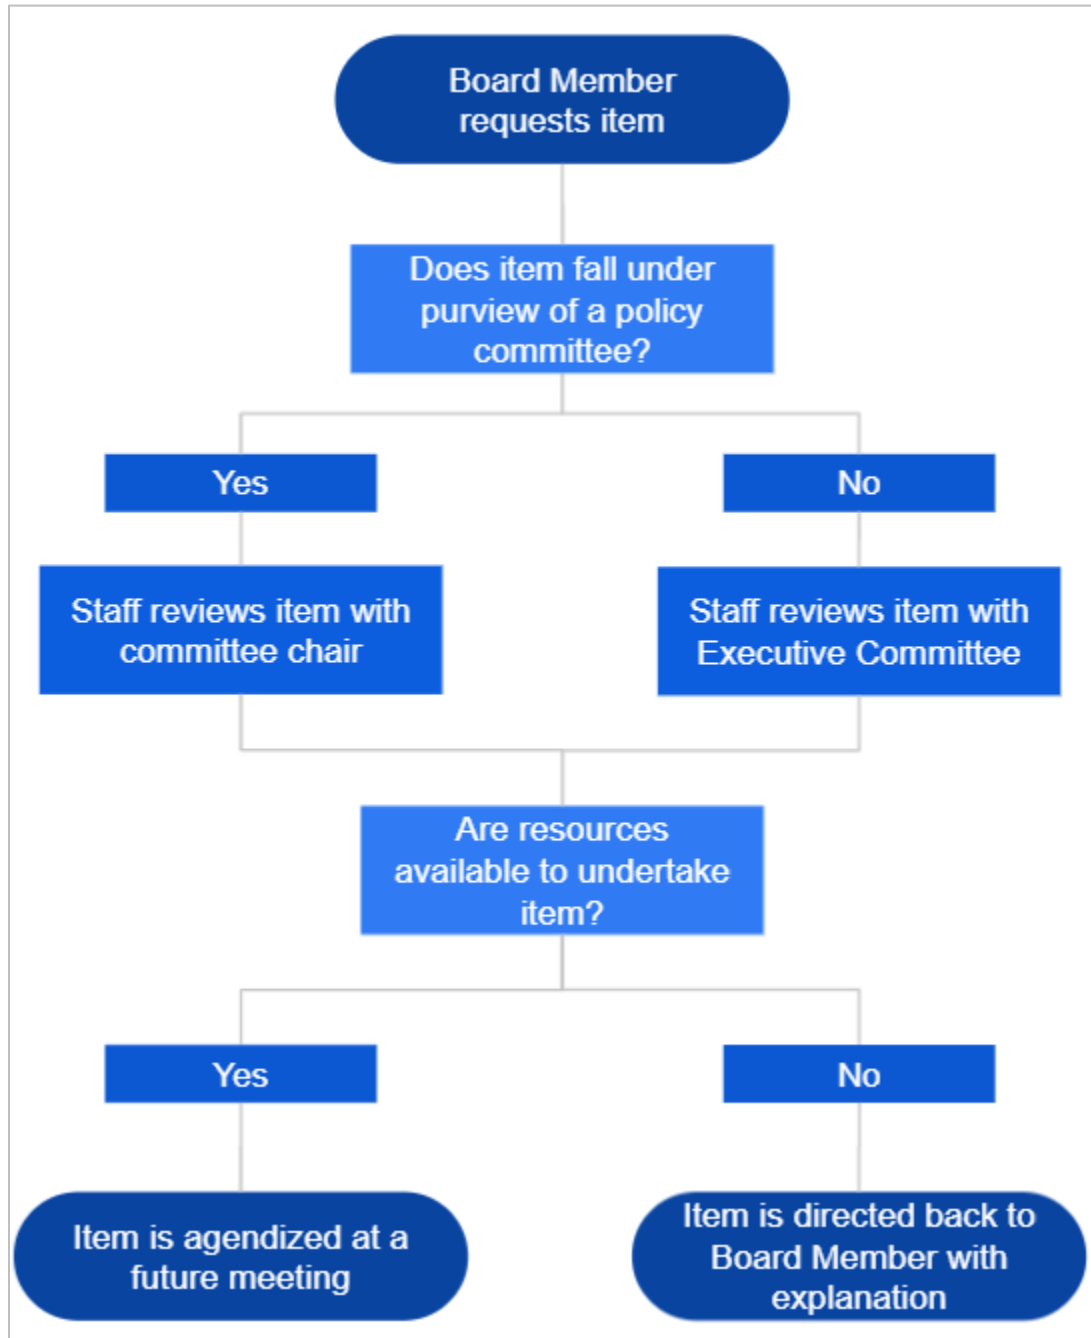 Board Member
requests item
Does item fall under
purview of a policy
committee?
Yes
No
Staff reviews item with
committee chair
Staff reviews item with
Executive Committee
Are resources
available to undertake
item?
Yes
No
Item is agendized at a
future meeting
Item is directed back to
Board Member with
explanation